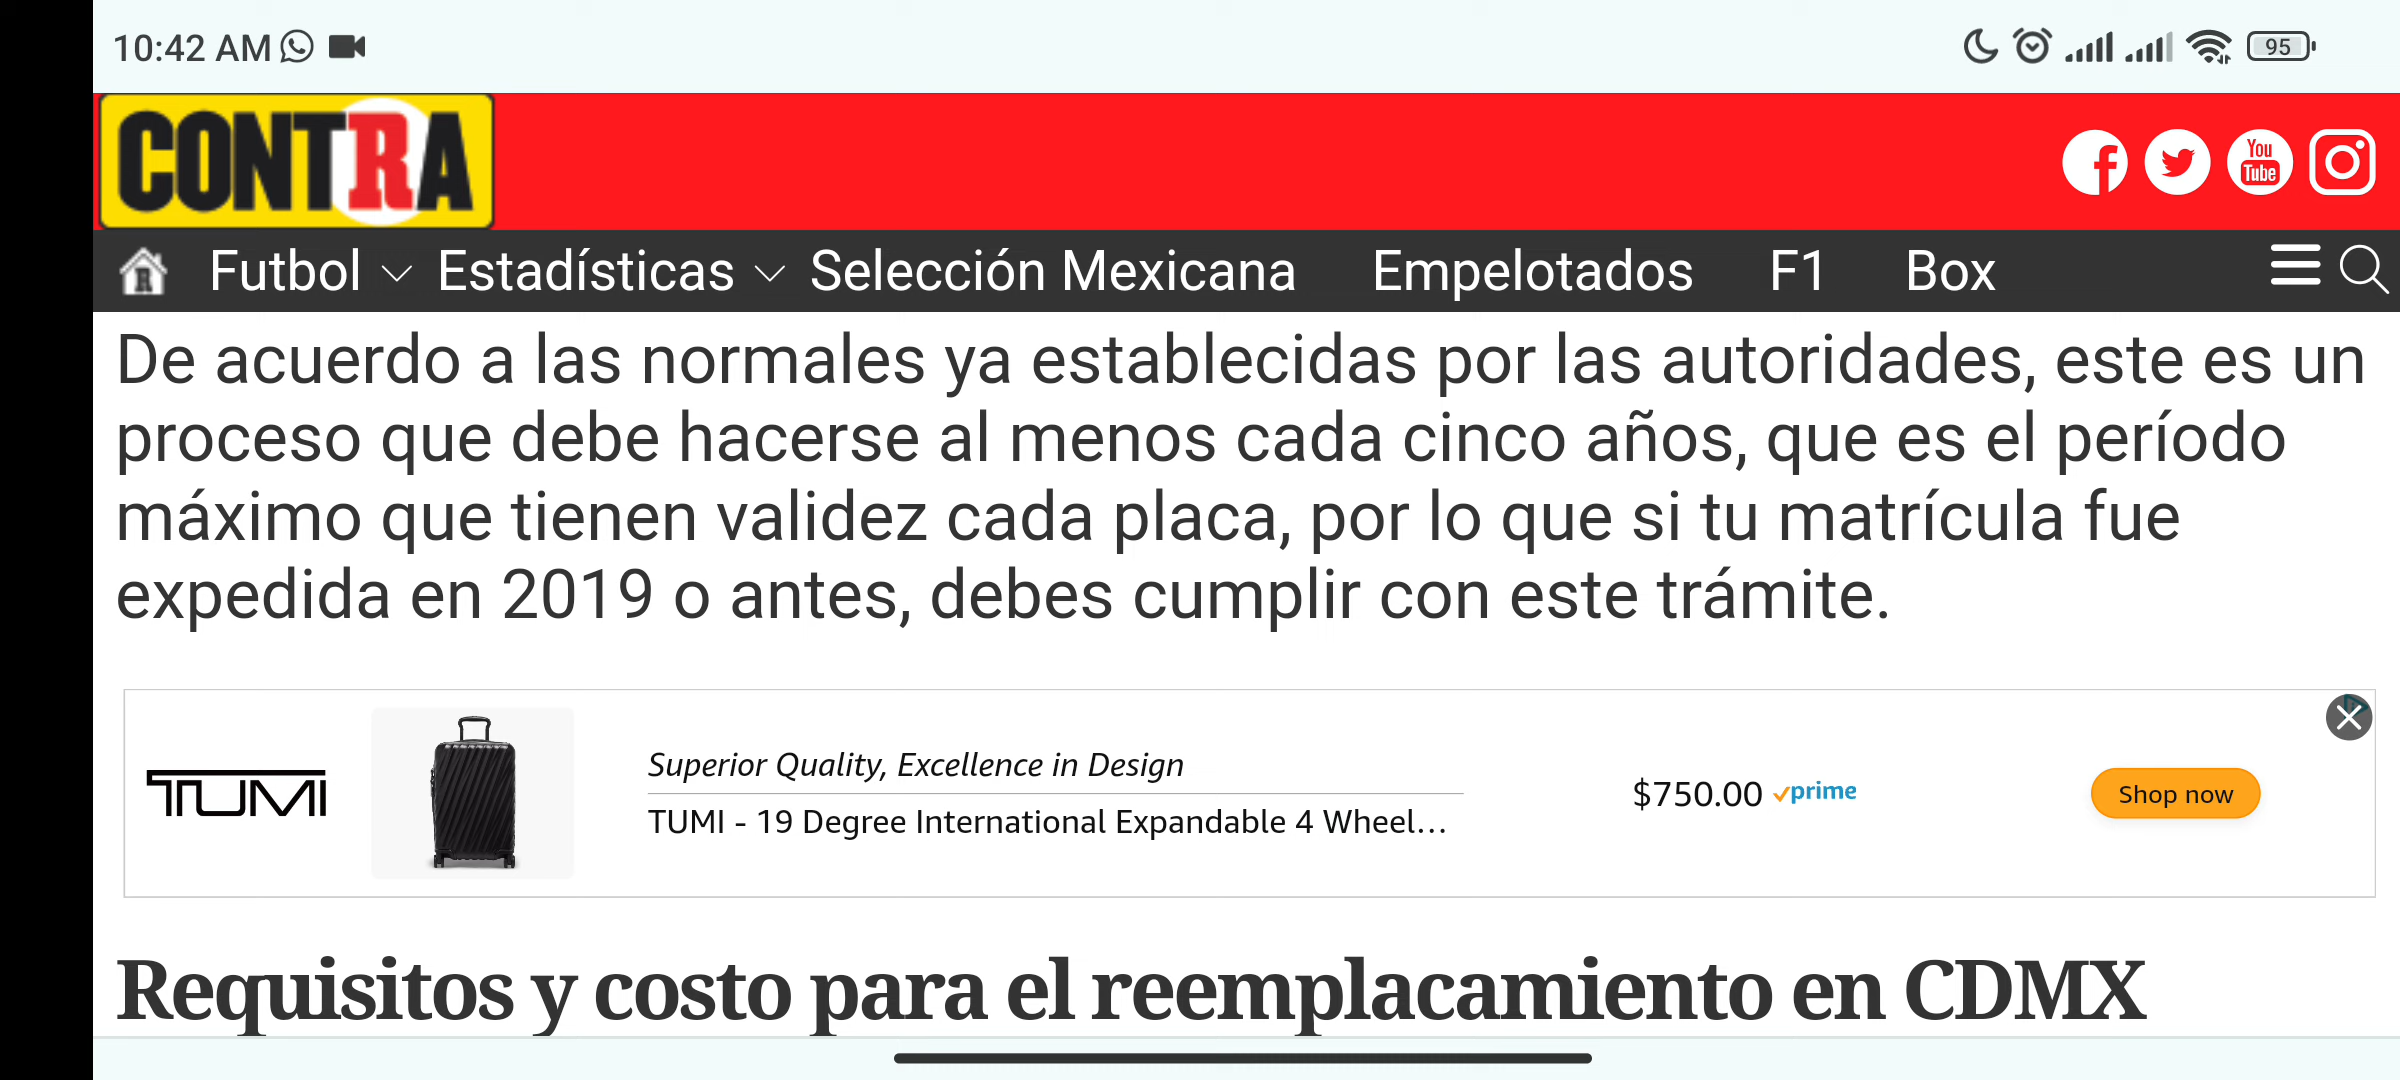 10:42 AM
95
CONTRA
You
Tube
Futbol Estadísticas Selección Mexicana Empelotados F1 Box
De acuerdo a las normales ya establecidas por las autoridades, este es un
proceso que debe hacerse al menos cada cinco años, que es el período
máximo que tienen validez cada placa, por lo que si tu matrícula fue
expedida en 2019 o antes, debes cumplir con este trámite.
TUMI
Superior Quality, Excellence in Design
TUMI - 19 Degree International Expandable 4 Wheel...
$750.00 prime
Shop now
Requisitos y costo para el reemplacamiento en CDMX